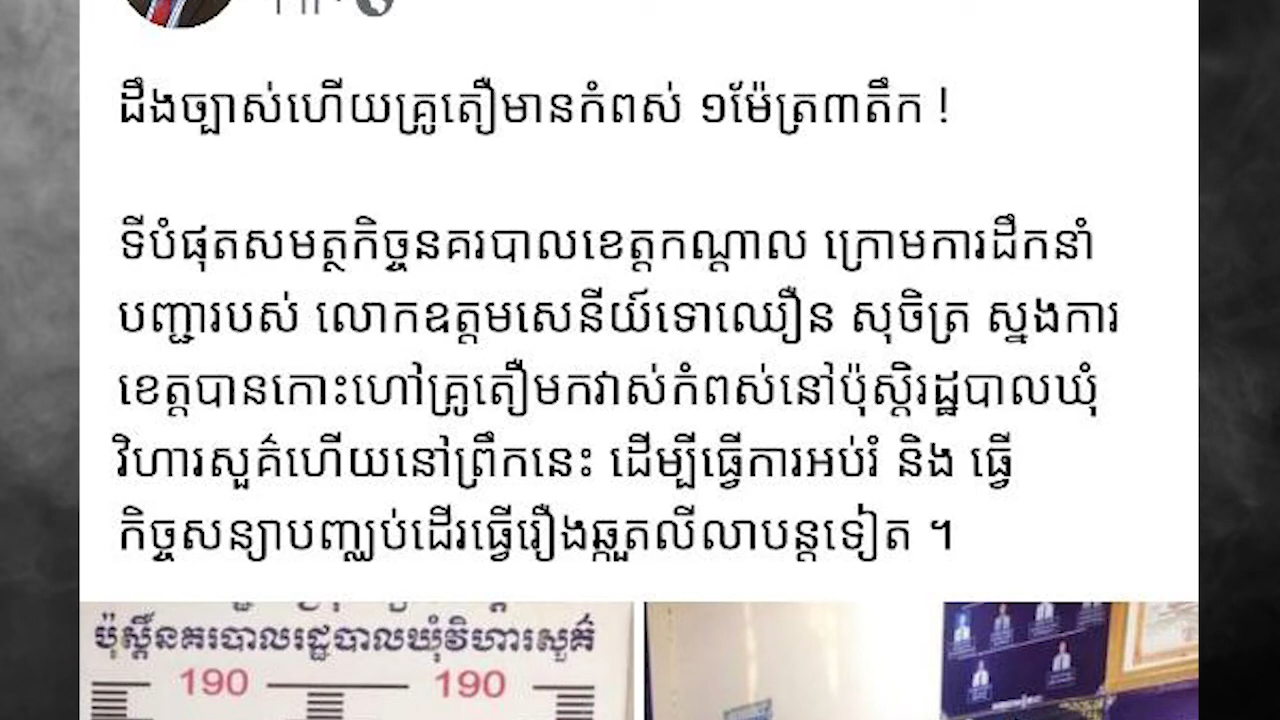 ដឹងច្បាស់ហើយគ្រូតឿមានកំពស់ ១ម៉ែត្រ៣តឹក !
ទីបំផុតសមត្ថកិច្ចនគរបាលខេត្តកណ្តាល ក្រោមការដឹកនាំ
បញ្ជារបស់ លោកឧត្តមសេនីយ៍ទោឈឿន សុចិត្រ ស្នងការ
ខេត្តបានកោះហៅគ្រូតឿមកវាស់កំពស់នៅប៉ុស្តិរដ្ឋបាលឃុំ
វិហារសួគ៌ហើយនៅព្រឹកនេះ ដើម្បីធ្វើការអប់រំ និង ធ្វើ
កិច្ចសន្យាបញ្ឈប់ដើរធ្វើរឿងឆ្កួតលីលាបន្តទៀត ។
ប៉ុស្តិ៍នគរបាលរដ្ឋបាលឃុំវិហារសួគ៌
190 190